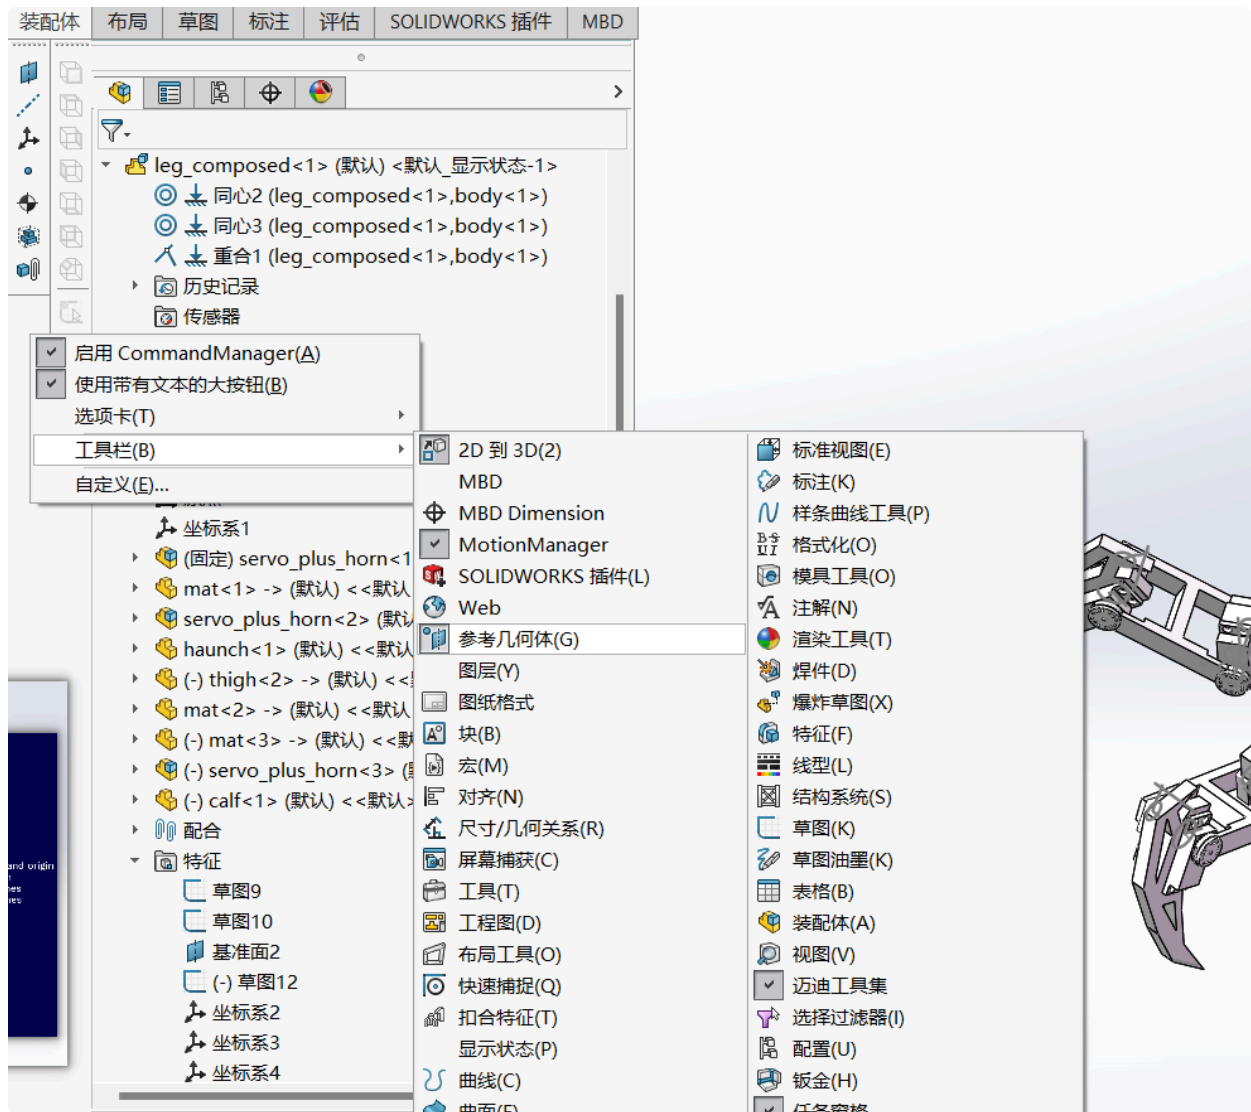 装配体 布局 草图 标注 评估 SOLIDWORKS 插件 MBD
leg_composed<1> (默认) <默认_显示状态-1>
同心2 (leg_composed<1>,body<1>)
同心3 (leg_composed<1>,body<1>)
重合1 (leg_composed<1>,body<1>)
历史记录
传感器
启用 CommandManager(A)
使用带有文本的大按钮(B)
选项卡(T)
工具栏(B)
自定义(E)...
坐标系1
(固定) servo_plus_horn<1
mat<1> -> (默认) <<默认
servo_plus_horn<2> (默认
haunch<1> (默认) <<默认
(-) thigh<2> -> (默认) <<
mat<2> -> (默认) <<默认
(-) mat<3> -> (默认) <<默
(-) servo_plus_horn<3> (
(-) calf<1> (默认) <<默认>
配合
特征
草图9
草图10
基准面2
(-) 草图12
坐标系2
坐标系3
坐标系4
2D 到 3D(2)
MBD
MBD Dimension
MotionManager
SOLIDWORKS 插件(L)
Web
参考几何体(G)
图层(Y)
图纸格式
块(B)
宏(M)
对齐(N)
尺寸/几何关系(R)
屏幕捕获(C)
工具(T)
工程图(D)
布局工具(O)
快速捕捉(Q)
扣合特征(T)
显示状态(P)
曲线(C)
曲面(F)
标准视图(E)
标注(K)
样条曲线工具(P)
格式化(O)
模具工具(O)
注解(N)
渲染工具(T)
焊件(D)
爆炸草图(X)
特征(F)
线型(L)
结构系统(S)
草图(K)
草图油墨(K)
表格(B)
装配体(A)
视图(V)
迈迪工具集
选择过滤器(I)
配置(U)
钣金(H)
任务窗格
and origin